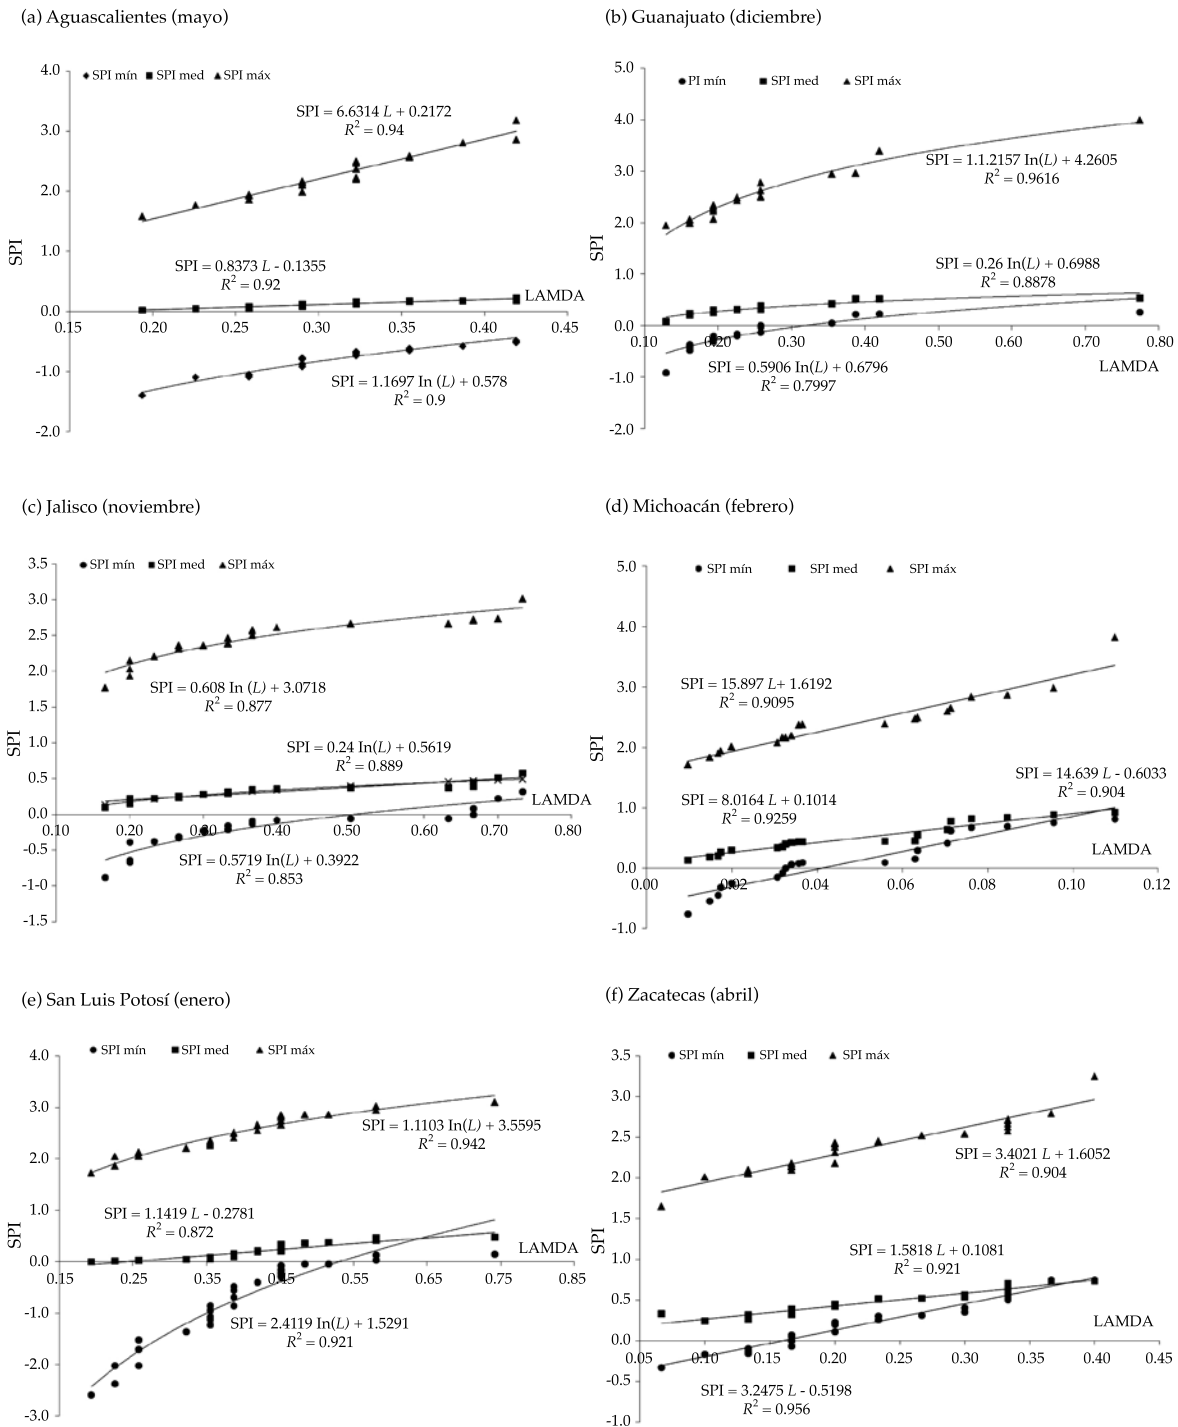 (a) Aguascalientes (mayo)
SPI mín SPI med SPI máx
4.0
3.0
2.0
1.0
0.0
-1.0
-2.0
SPI
SPI = 6.6314 L + 0.2172
R² = 0.94
SPI = 0.8373 L - 0.1355
R² = 0.92
LAMDA
0.15 0.20 0.25 0.30 0.35 0.40 0.45
SPI = 1.1697 In (L) + 0.578
R² = 0.9
(b) Guanajuato (diciembre)
PI mín SPI med SPI máx
5.0
4.0
3.0
2.0
1.0
0.0
-1.0
-2.0
SPI
SPI = 1.1.2157 In(L) + 4.2605
R² = 0.9616
SPI = 0.26 In(L) + 0.6988
R² = 0.8878
0.10 0.20 0.30 0.40 0.50 0.60 0.70 0.80
LAMDA
SPI = 0.5906 In(L) + 0.6796
R² = 0.7997
(c) Jalisco (noviembre)
SPI mín SPI med SPI máx
3.5
3.0
2.5
2.0
1.5
1.0
0.5
0.0
-0.5
-1.0
-1.5
SPI
SPI = 0.608 In (L) + 3.0718
R² = 0.877
SPI = 0.24 In(L) + 0.5619
R² = 0.889
LAMDA
0.10 0.20 0.30 0.40 0.50 0.60 0.70 0.80
SPI = 0.5719 In(L) + 0.3922
R² = 0.853
(d) Michoacán (febrero)
SPI mín SPI med SPI máx
5.0
4.0
3.0
2.0
1.0
0.0
-1.0
SPI
SPI = 15.897 L+ 1.6192
R² = 0.9095
SPI = 8.0164 L + 0.1014
R² = 0.9259
SPI = 14.639 L - 0.6033
R² = 0.904
LAMDA
0.00 0.02 0.04 0.06 0.08 0.10 0.12
(e) San Luis Potosí (enero)
SPI mín SPI med SPI máx
4.0
3.0
2.0
1.0
0.0
-1.0
-2.0
-3.0
SPI
SPI = 1.1103 In(L) + 3.5595
R² = 0.942
SPI = 1.1419 L - 0.2781
R² = 0.872
LAMDA
0.15 0.25 0.35 0.45 0.55 0.65 0.75 0.85
SPI = 2.4119 In(L) + 1.5291
R² = 0.921
(f) Zacatecas (abril)
SPI mín SPI med SPI máx
3.5
3.0
2.5
2.0
1.5
1.0
0.5
0.0
-0.5
-1.0
SPI
SPI = 3.4021 L + 1.6052
R² = 0.904
SPI = 1.5818 L + 0.1081
R² = 0.921
LAMDA
0.05 0.10 0.15 0.20 0.25 0.30 0.35 0.40 0.45
SPI = 3.2475 L - 0.5198
R² = 0.956